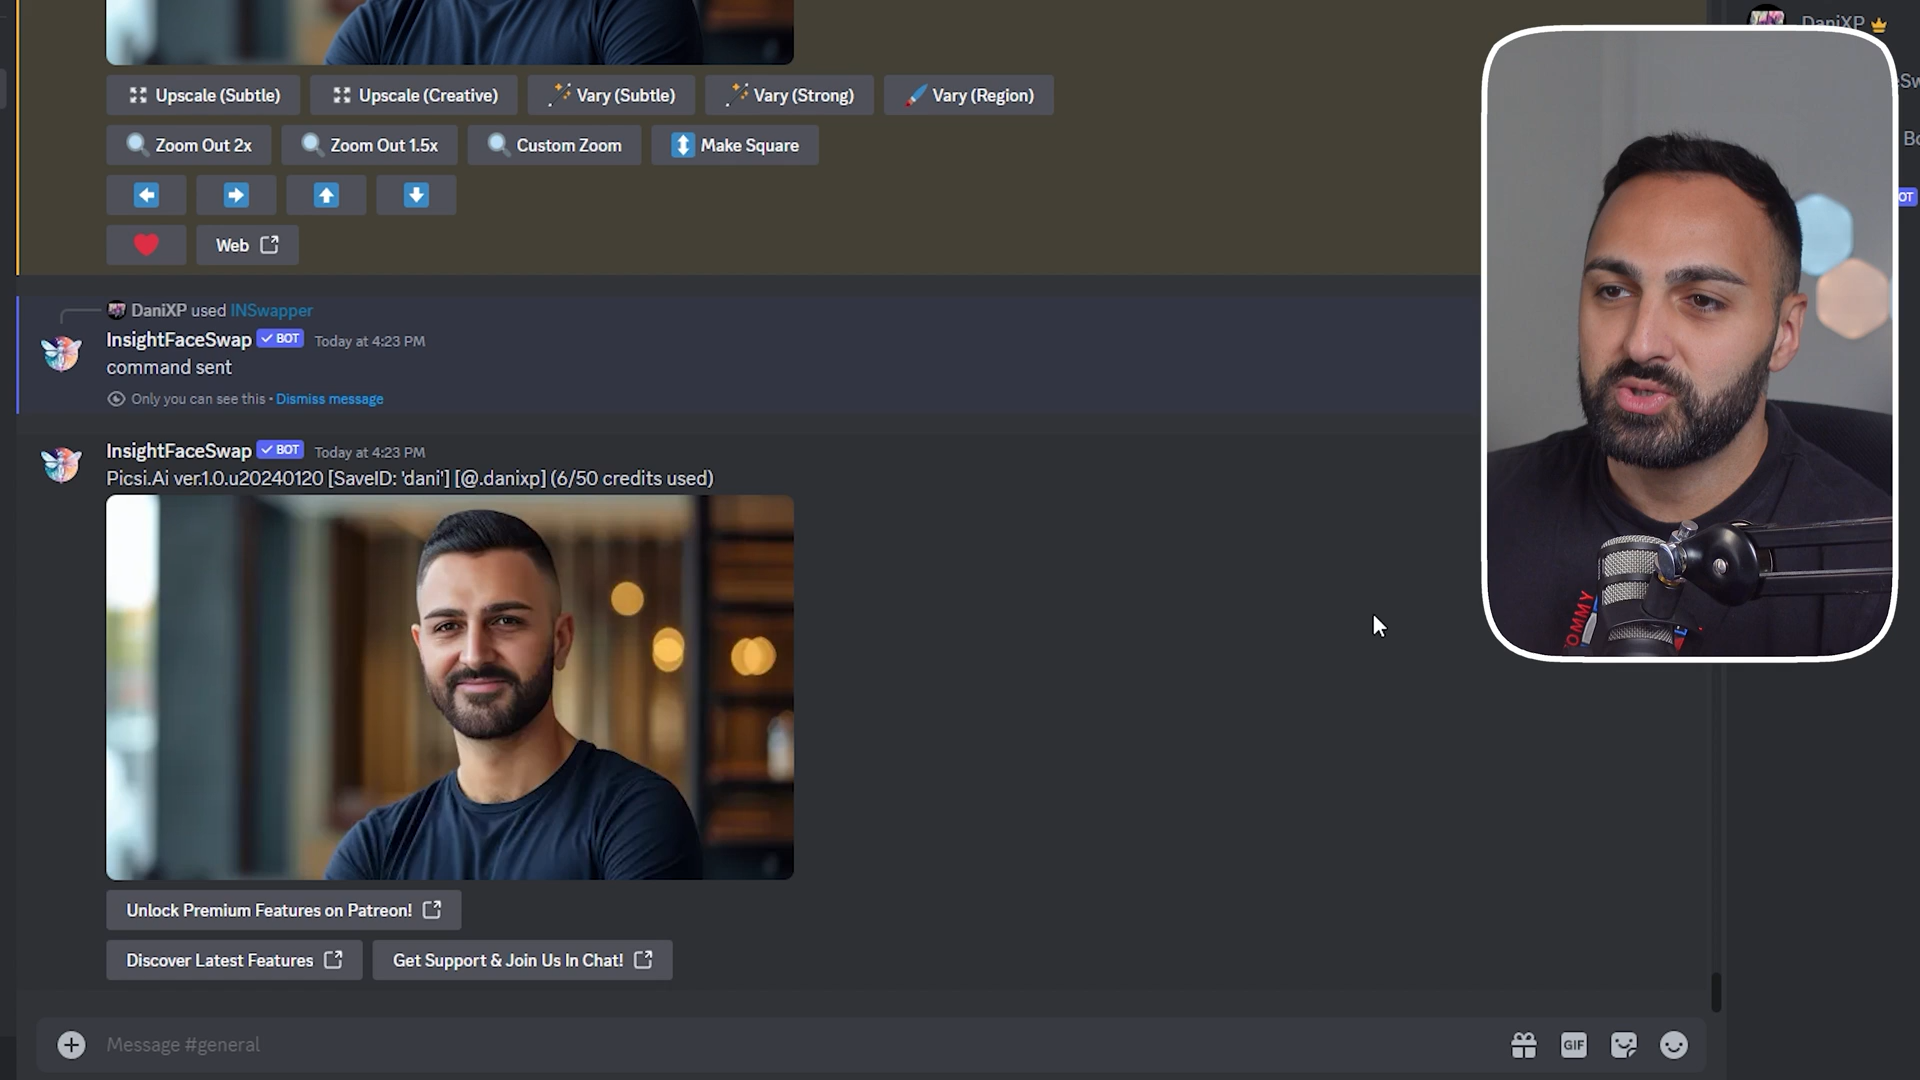 DaniXP
Upscale (Subtle) Upscale (Creative) Vary (Subtle) Vary (Strong) Vary (Region)
Zoom Out 2x Zoom Out 1.5x Custom Zoom Make Square
Web
DaniXP used INSwapper
InsightFaceSwap ✓ BOT Today at 4:23 PM
command sent
Only you can see this • Dismiss message
InsightFaceSwap ✓ BOT Today at 4:23 PM
Picsi.Ai ver.1.0.u20240120 [SaveID: 'dani'] [@.danixp] (6/50 credits used)
Unlock Premium Features on Patreon!
Discover Latest Features Get Support & Join Us In Chat!
Message #general
GIF
TOMMY